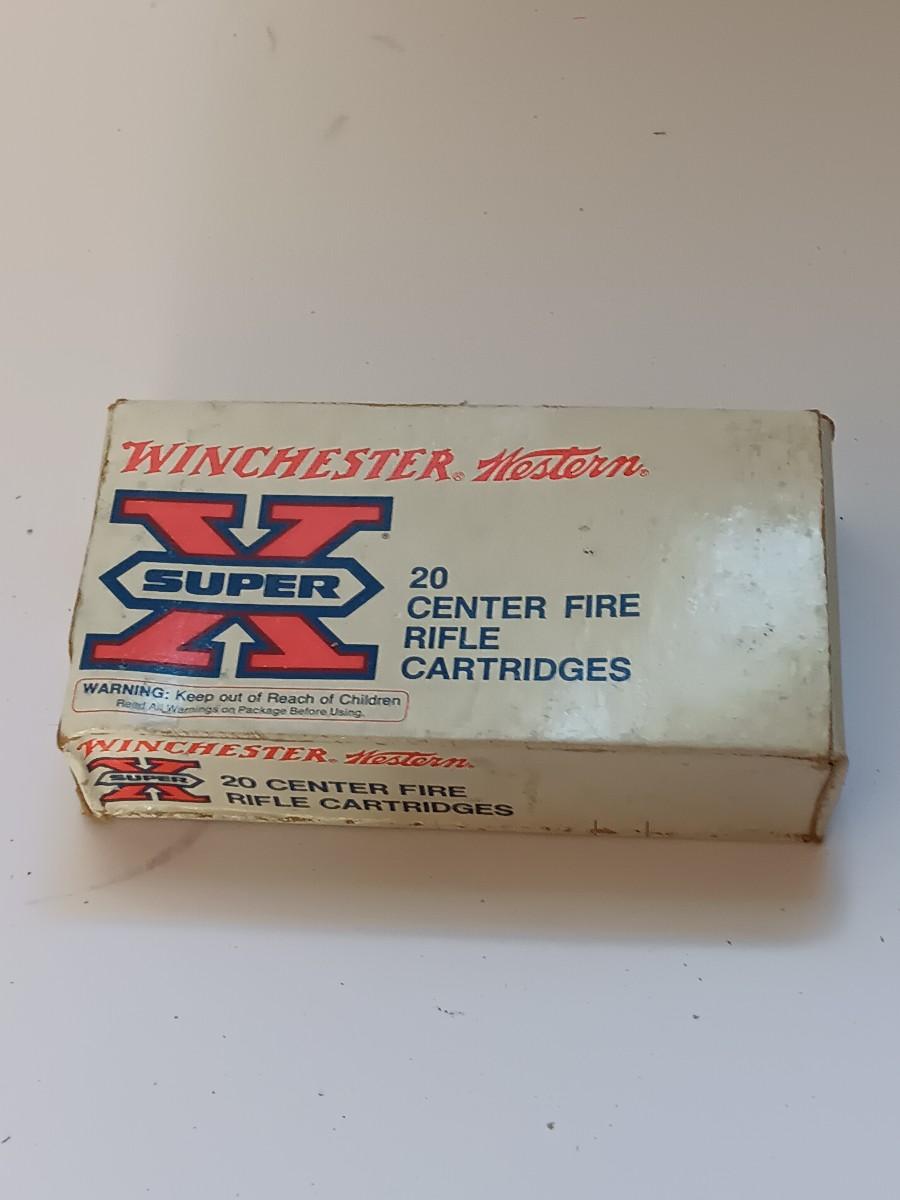 WINCHESTER® Western®
SUPER X®
20
CENTER FIRE
RIFLE
CARTRIDGES
WARNING: Keep out of Reach of Children
Read All Warnings on Package Before Using.
WINCHESTER® Western®
SUPER X
20 CENTER FIRE
RIFLE CARTRIDGES